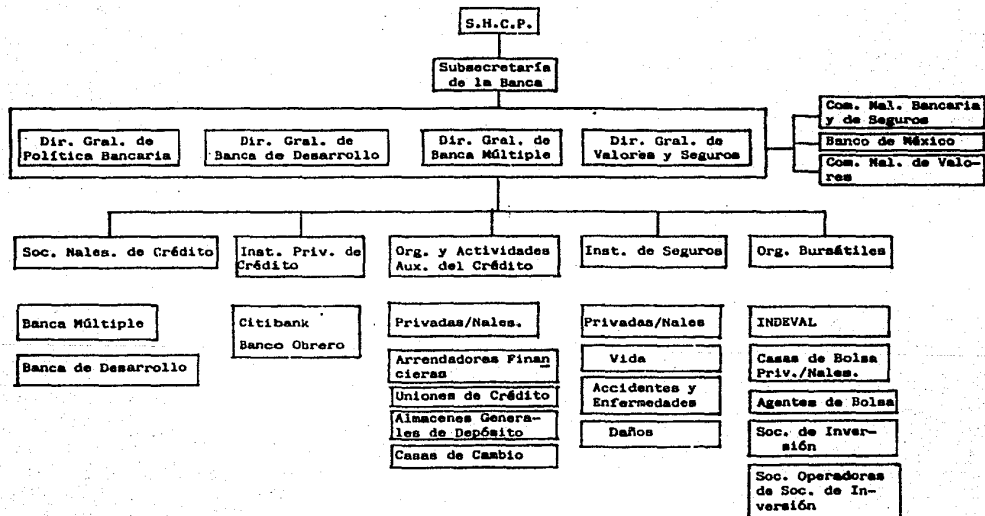 S.H.C.P.
Subsecretaría
de la Banca
Dir. Gral. de
Política Bancaria
Dir. Gral. de
Banca de Desarrollo
Dir. Gral. de
Banca Múltiple
Dir. Gral. de
Valores y Seguros
Com. Nal. Bancaria
y de Seguros
Banco de México
Com. Nal. de Valo-
res
Soc. Nales. de Crédito
Inst. Priv. de
Crédito
Org. y Actividades
Aux. del Crédito
Inst. de Seguros
Org. Bursátiles
Banca Múltiple
Banca de Desarrollo
Citibank
Banco Obrero
Privadas/Nales.
Arrendadores Finan
cieras
Uniones de Crédito
Almacenes Genera-
les de Depósito
Casas de Cambio
Privadas/Nales
Vida
Accidentes y
Enfermedades
Daños
INDEVAL
Casas de Bolsa
Priv./Nales.
Agentes de Bolsa
Soc. de Inver-
sión
Soc. Operadoras
de Soc. de In-
versión